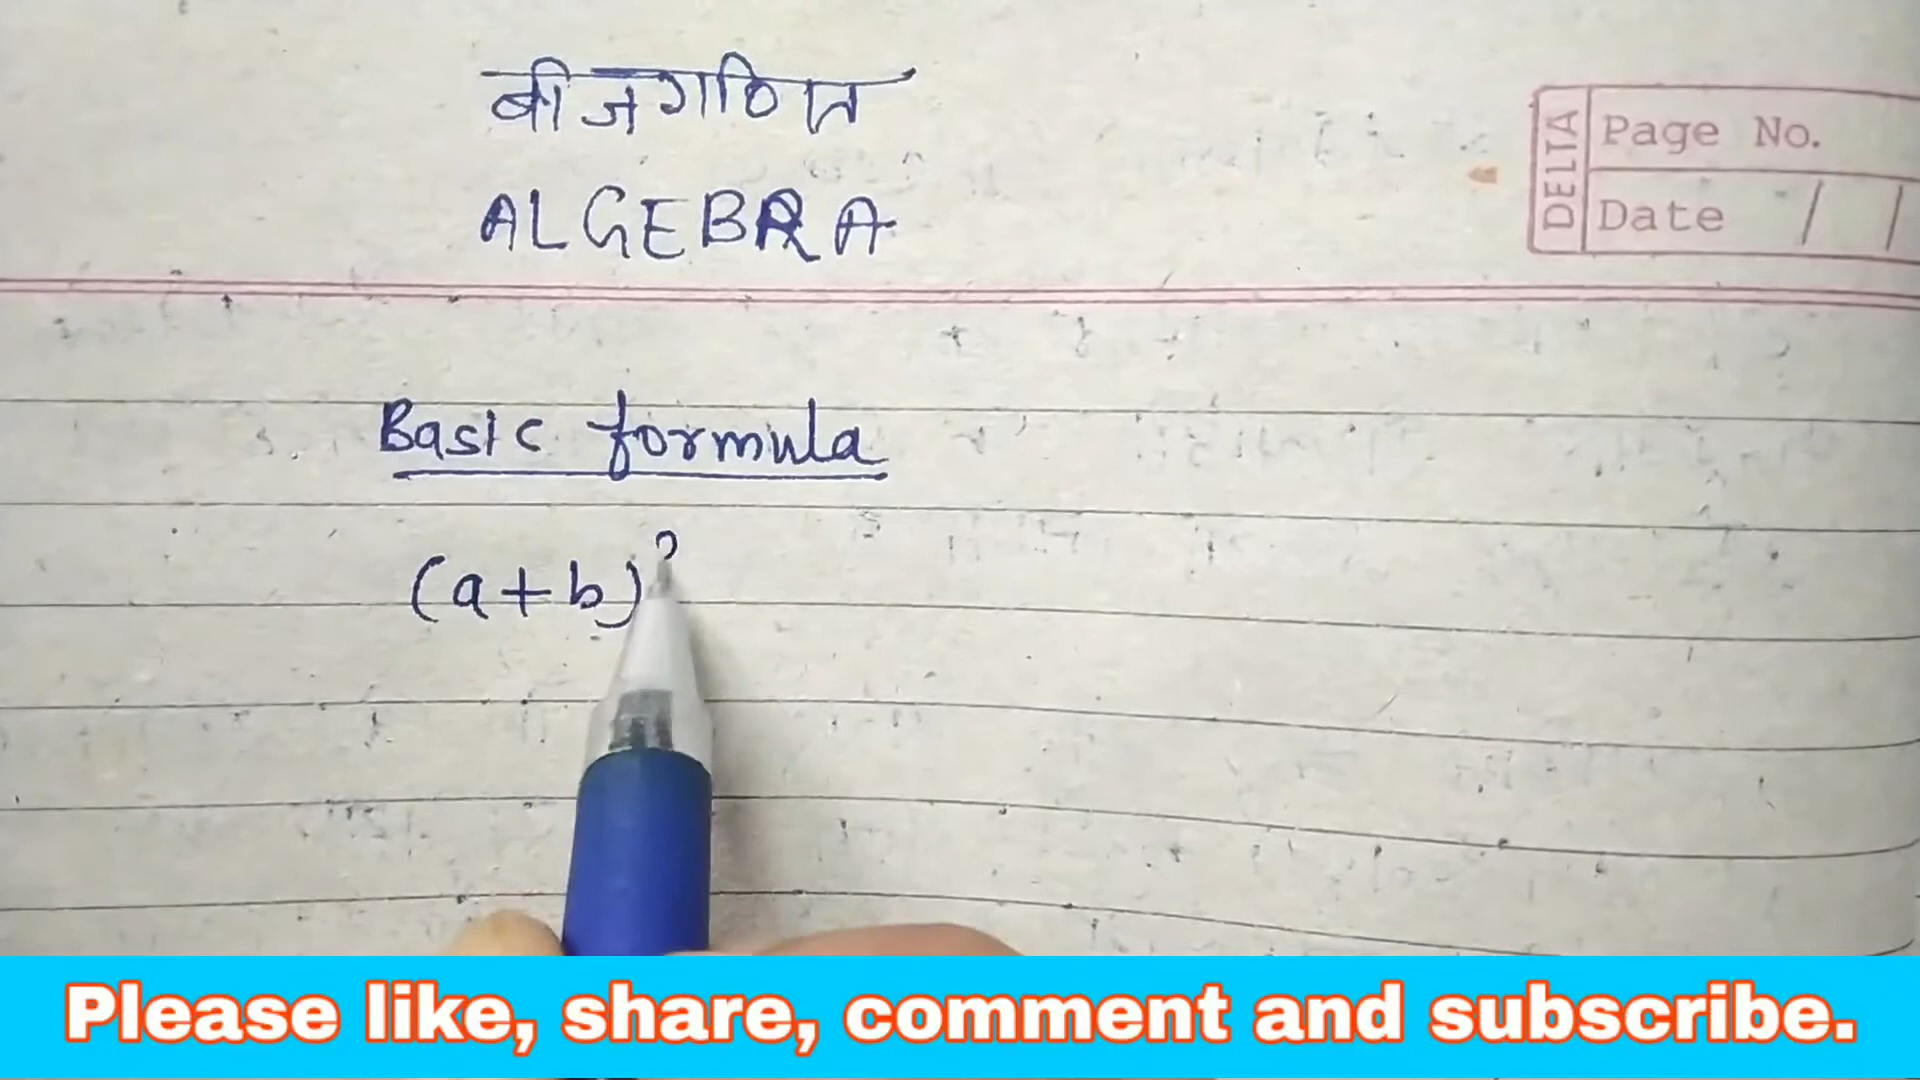 बीजगणित
ALGEBRA
DELTA
Page No.
Date / /
Basic formula
(a+b)²
Please like, share, comment and subscribe.